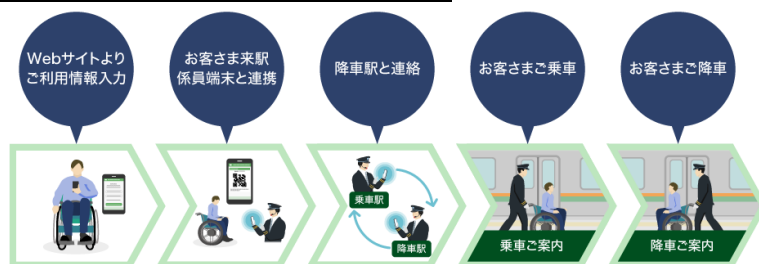 Webサイトより
ご利用情報入力
お客さま来駅
係員端末と連携
降車駅と連絡
お客さまご乗車
お客さまご降車
乗車駅
降車駅
乗車ご案内
降車ご案内